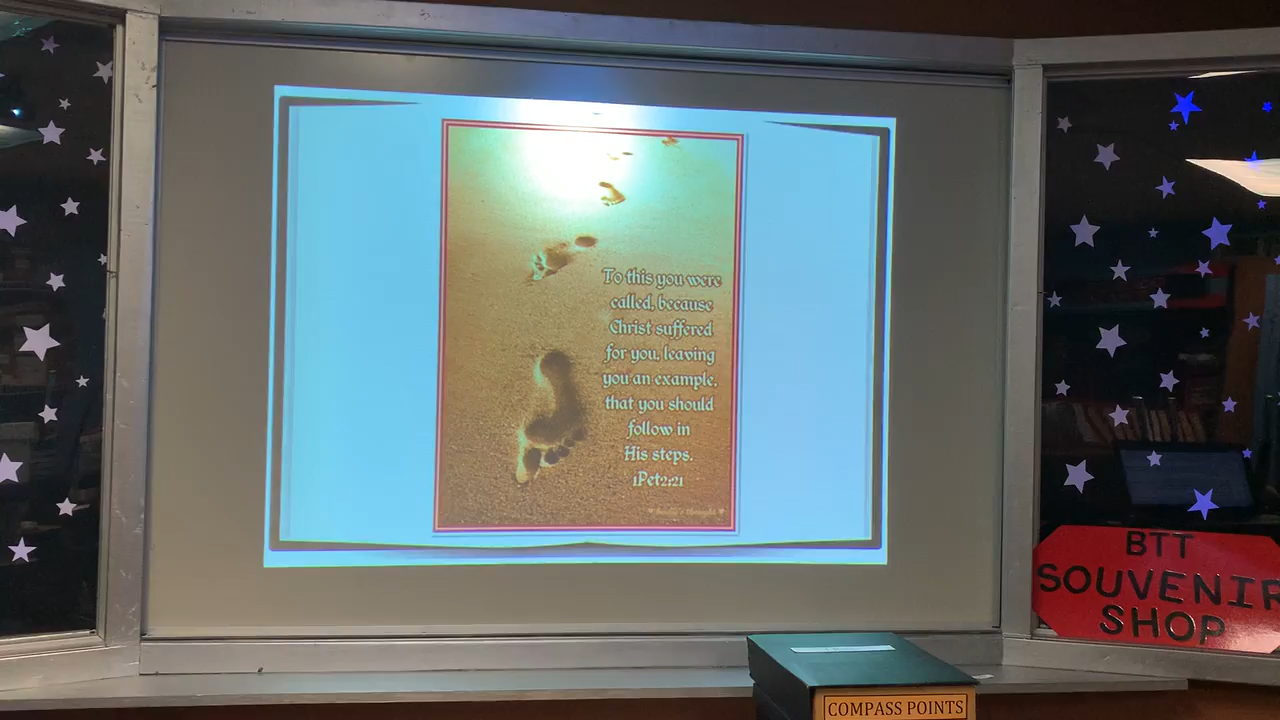 To this you were
called, because
Christ suffered
for you, leaving
you an example,
that you should
follow in
His steps.
1Pet2:21
BTT
SOUVENIR
SHOP
COMPASS POINTS